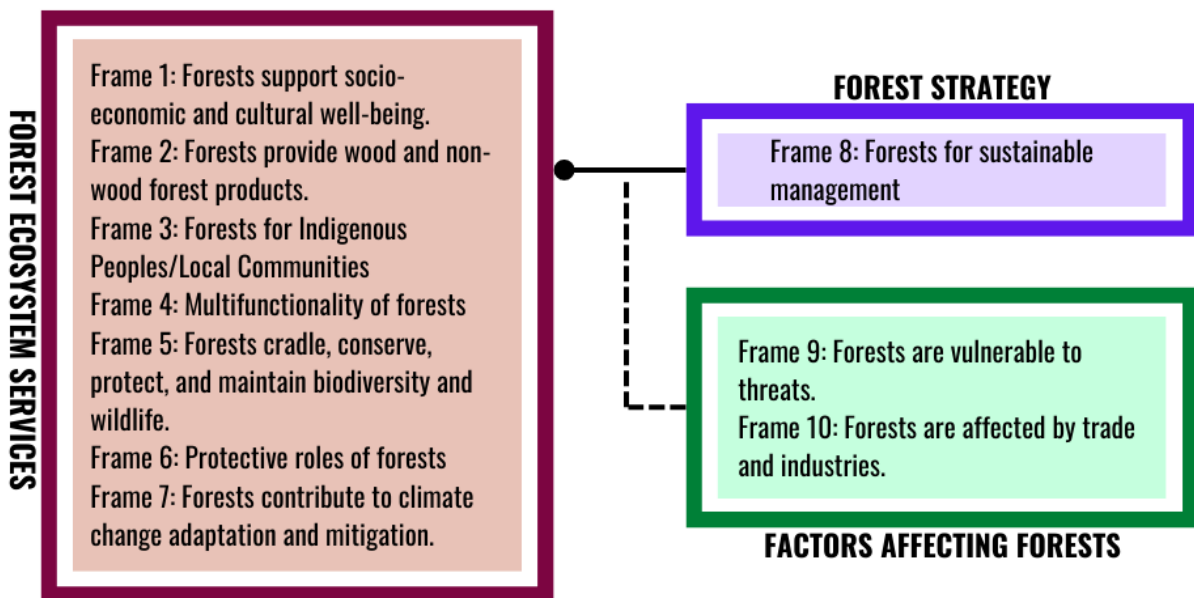 FOREST ECOSYSTEM SERVICES
Frame 1: Forests support socio-
economic and cultural well-being.
Frame 2: Forests provide wood and non-
wood forest products.
Frame 3: Forests for Indigenous
Peoples/Local Communities
Frame 4: Multifunctionality of forests
Frame 5: Forests cradle, conserve,
protect, and maintain biodiversity and
wildlife.
Frame 6: Protective roles of forests
Frame 7: Forests contribute to climate
change adaptation and mitigation.
FOREST STRATEGY
Frame 8: Forests for sustainable
management
Frame 9: Forests are vulnerable to
threats.
Frame 10: Forests are affected by trade
and industries.
FACTORS AFFECTING FORESTS